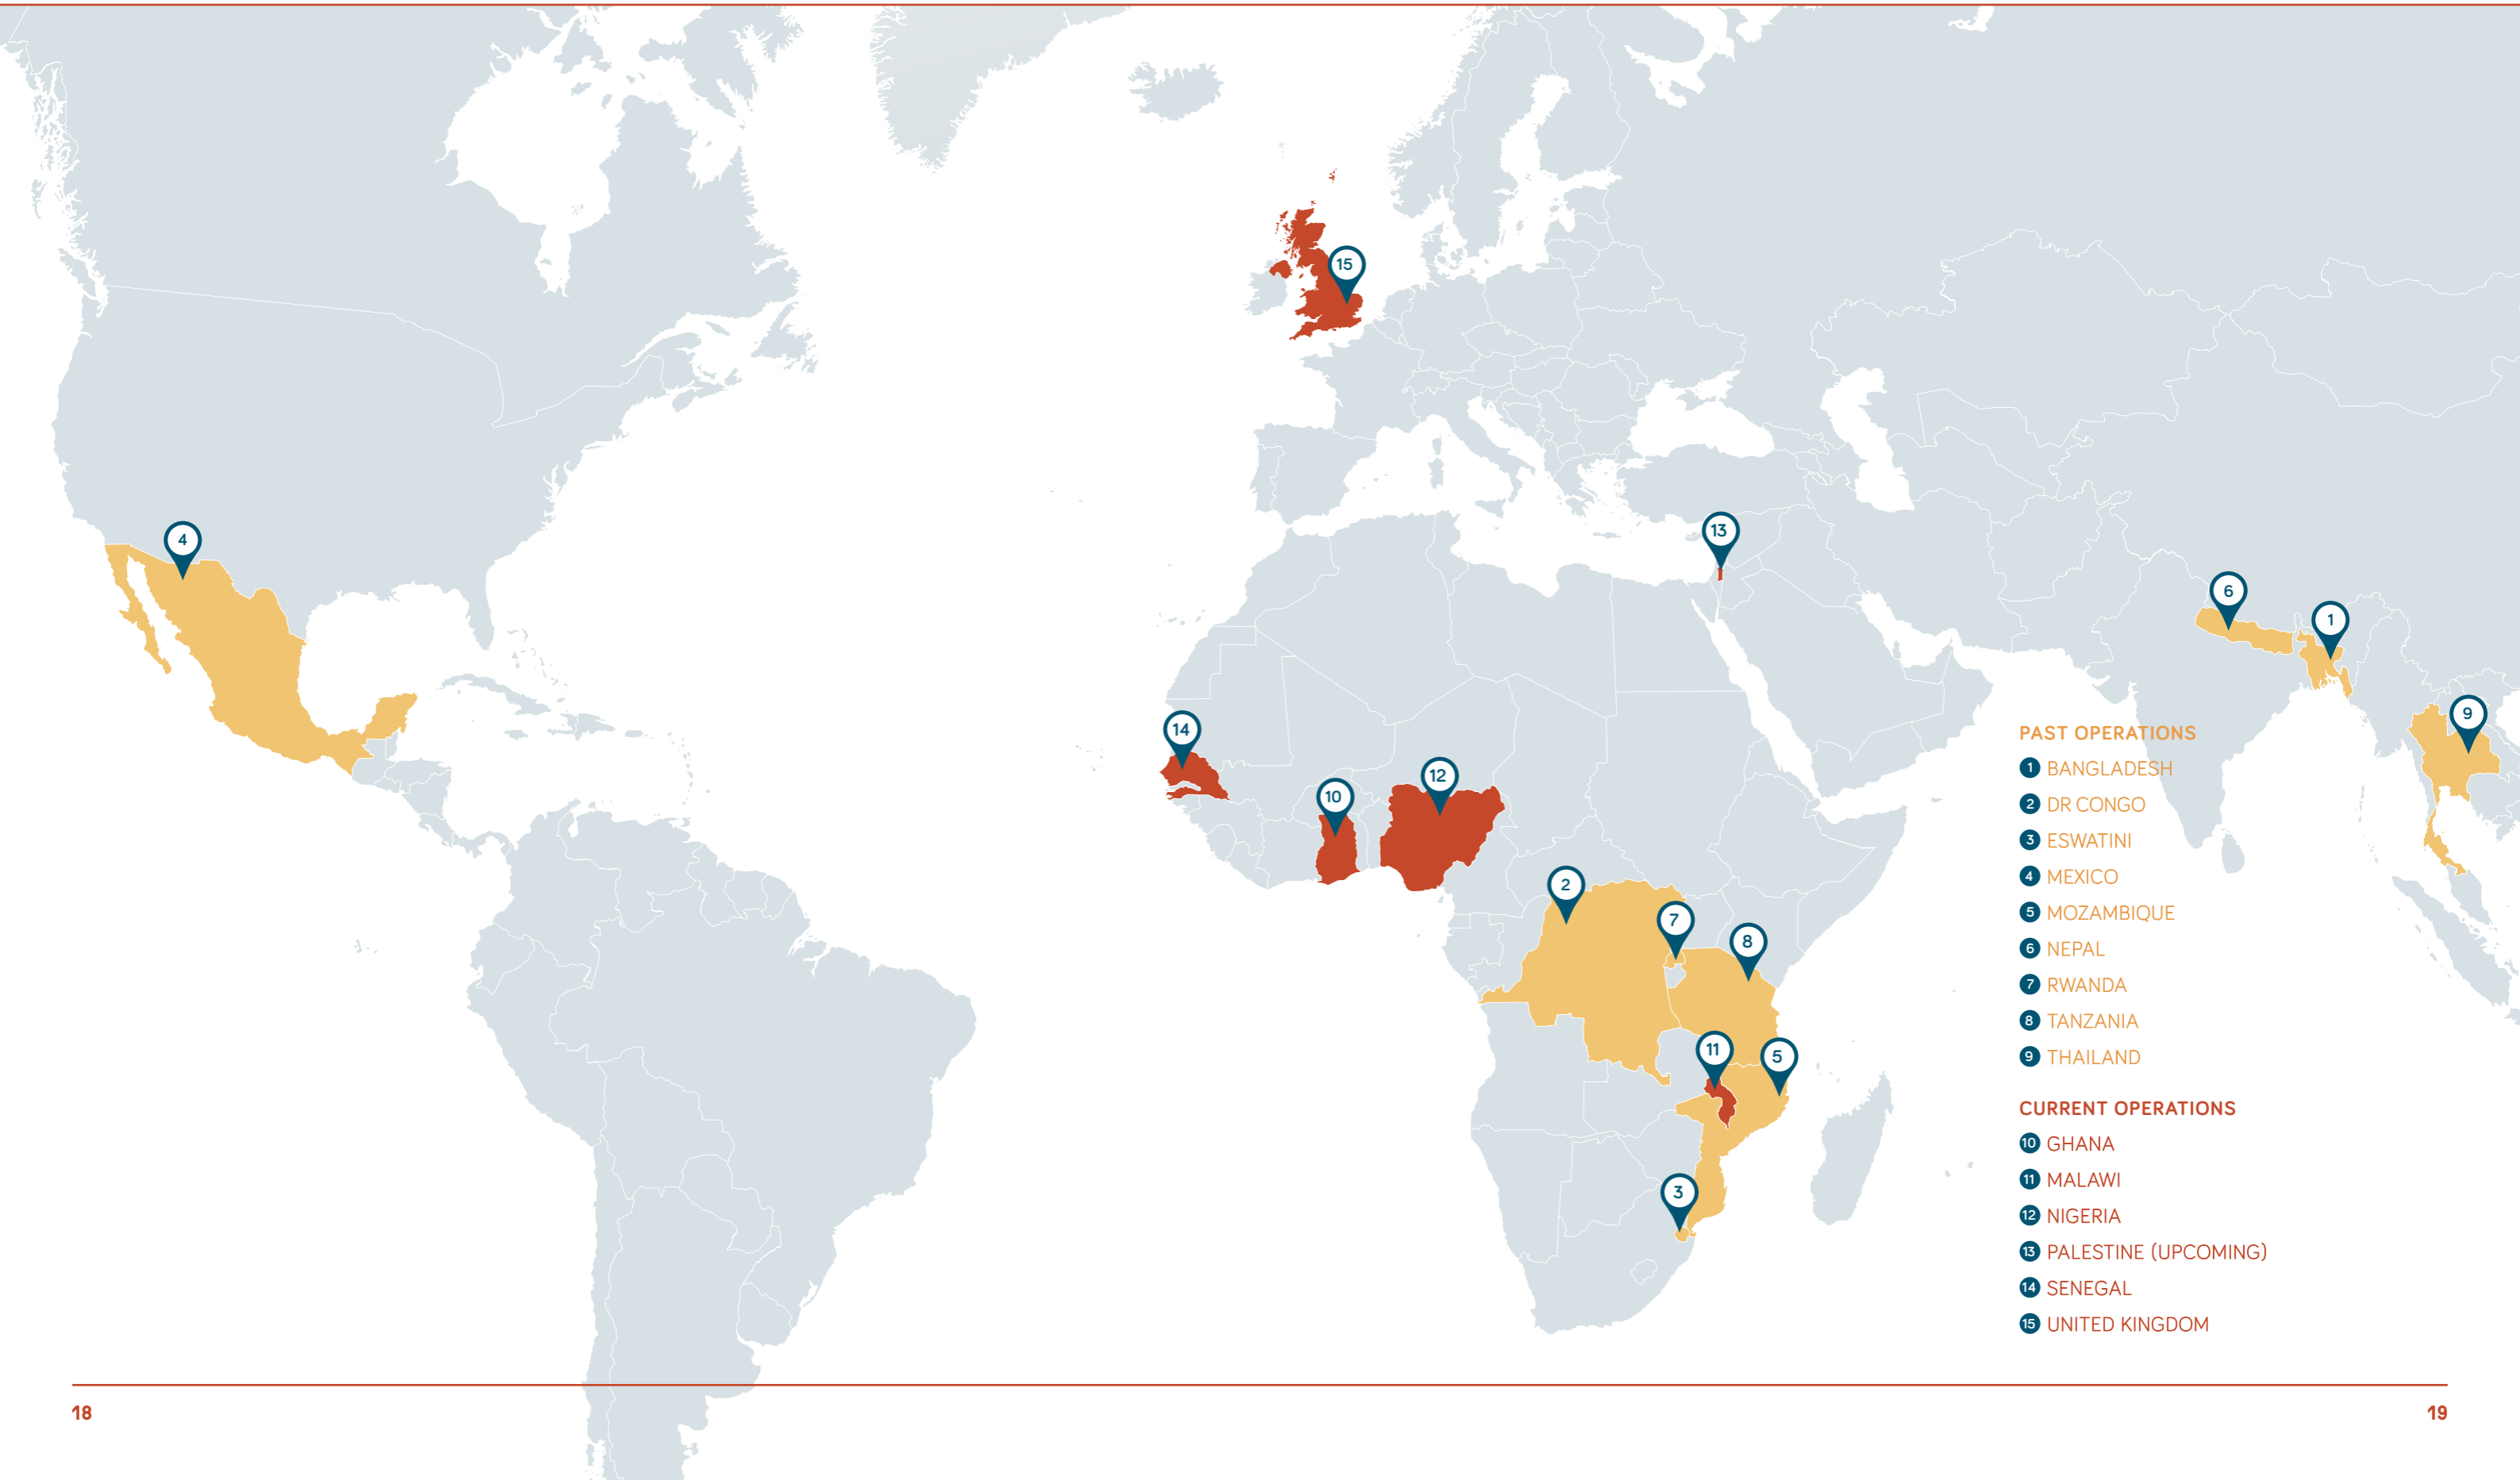 15
4
13
6
1
9
14
12
10
2
7
8
11
5
3
PAST OPERATIONS
1 BANGLADESH
2 DR CONGO
3 ESWATINI
4 MEXICO
5 MOZAMBIQUE
6 NEPAL
7 RWANDA
8 TANZANIA
9 THAILAND
CURRENT OPERATIONS
10 GHANA
11 MALAWI
12 NIGERIA
13 PALESTINE (UPCOMING)
14 SENEGAL
15 UNITED KINGDOM
18
19